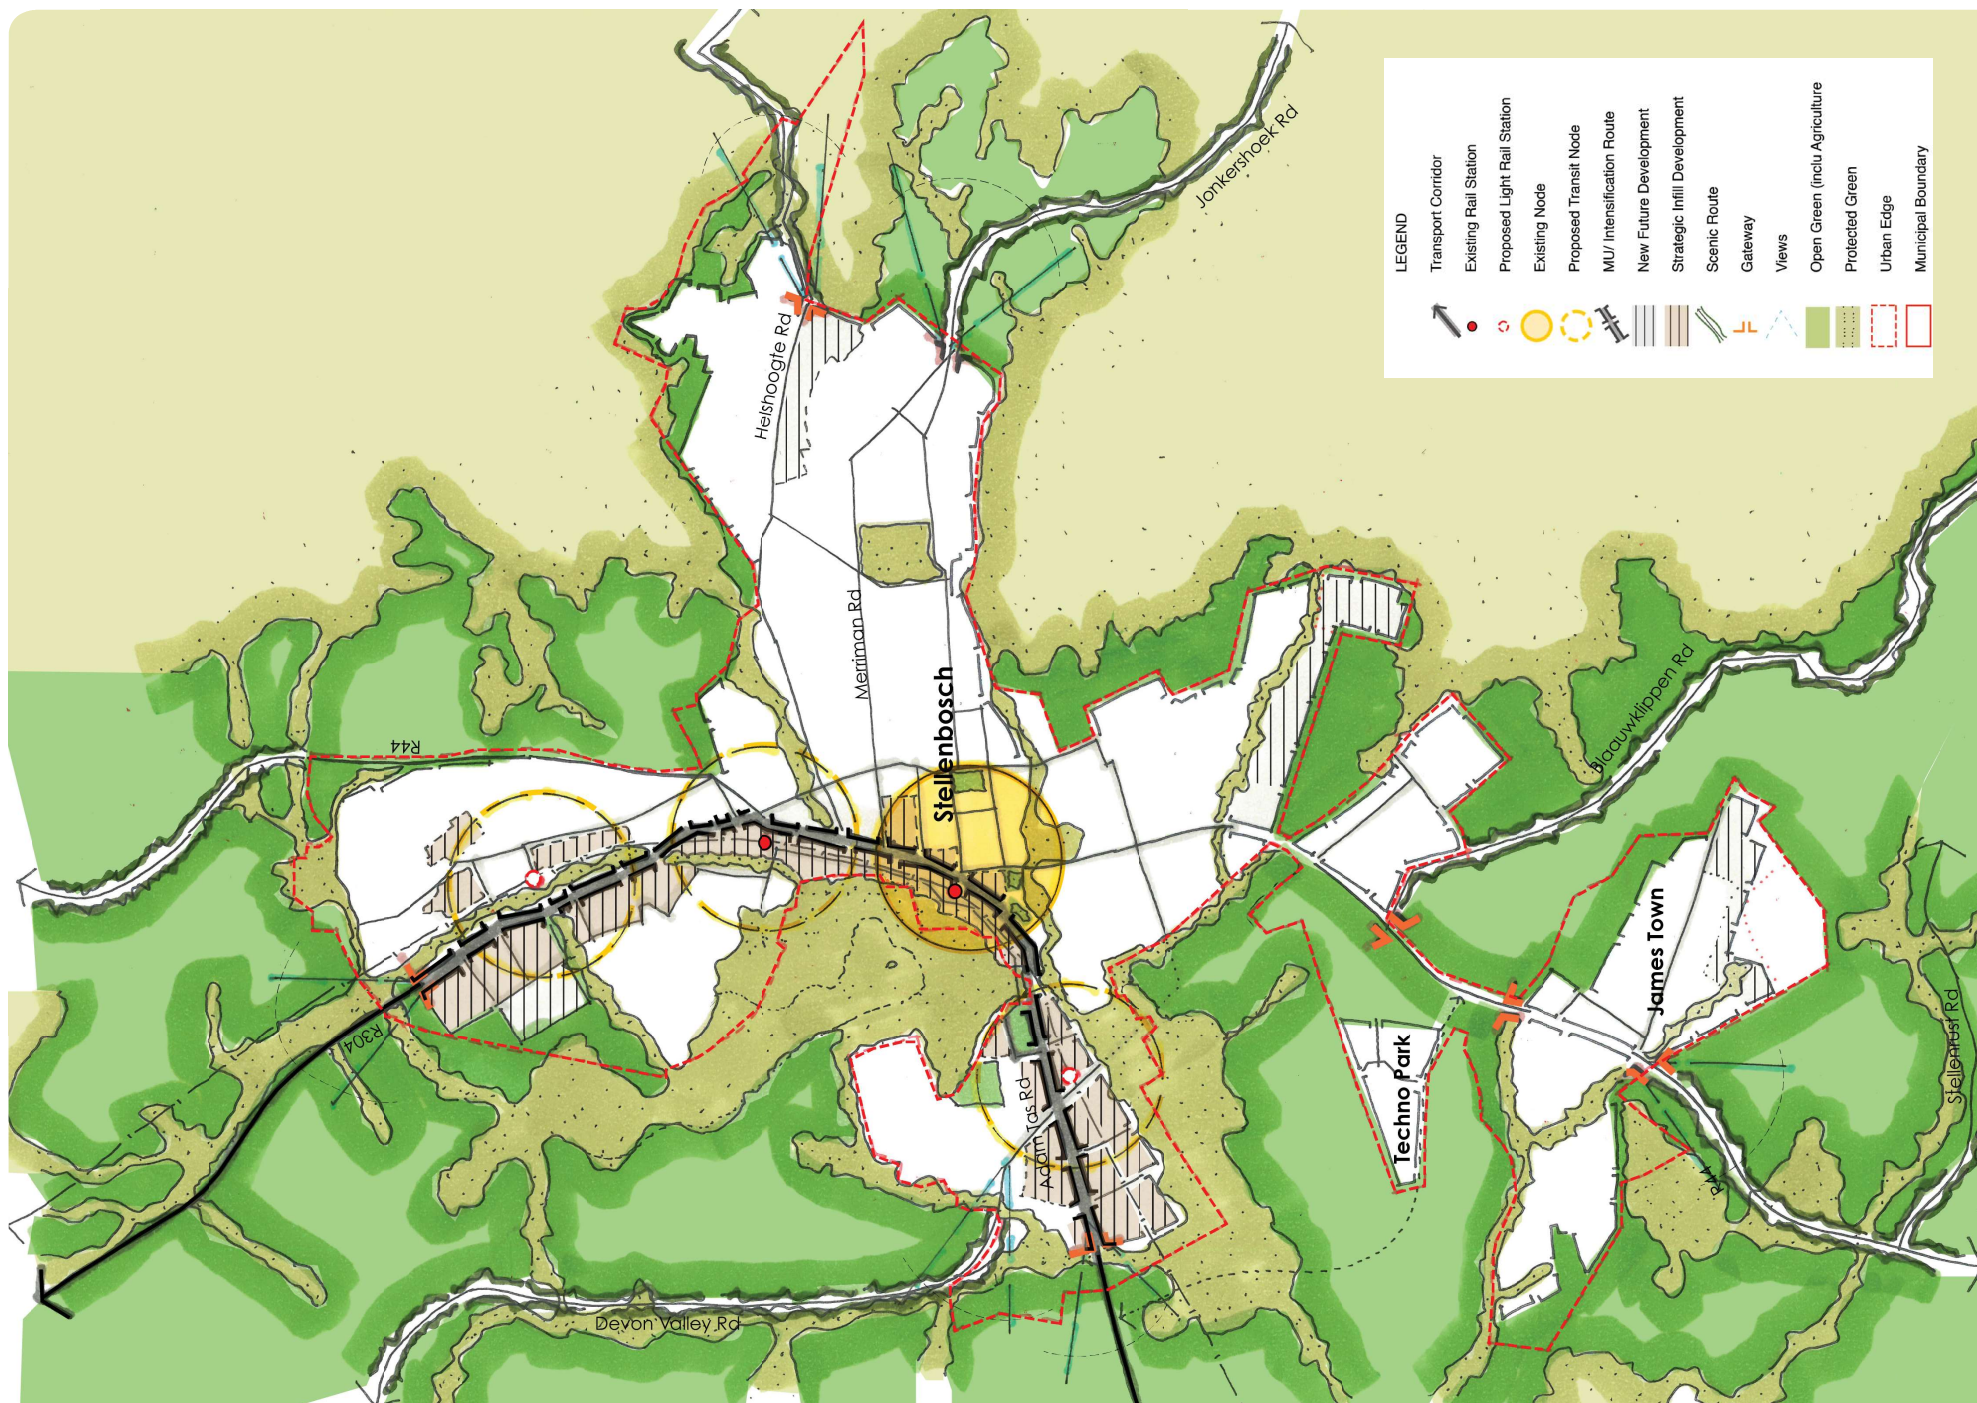 LEGEND
Transport Corridor
Existing Rail Station
Proposed Light Rail Station
Existing Node
Proposed Transit Node
MU/ Intensification Route
New Future Development
Strategic Infill Development
Scenic Route
Gateway
Views
Open Green (inclu Agriculture
Protected Green
Urban Edge
Municipal Boundary
Jonkershoek Rd
Helshoogte Rd
Merriman Rd
Stellenbosch
R44
Blaauwklippen Rd
R304
Adam Tas Rd
Devon Valley Rd
Techno Park
James Town
Stellenrust Rd
R44